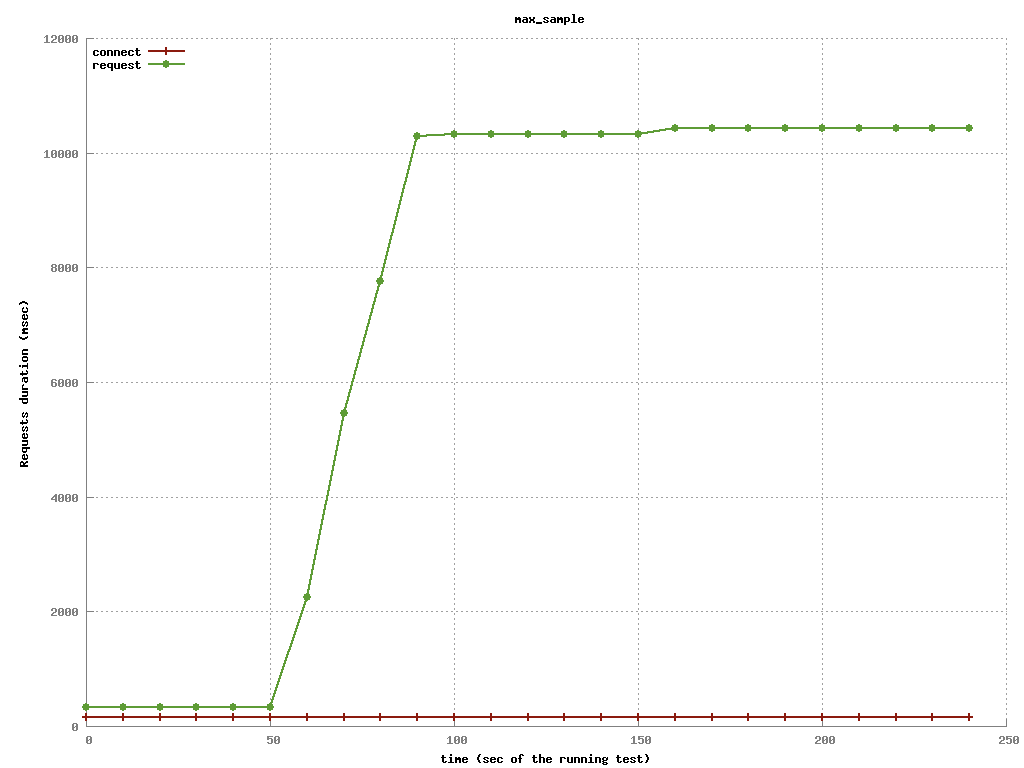 max_sample
12000
connect
request
10000
8000
Requests duration (msec)
6000
4000
2000
0
0 50 100 150 200 250
time (sec of the running test)